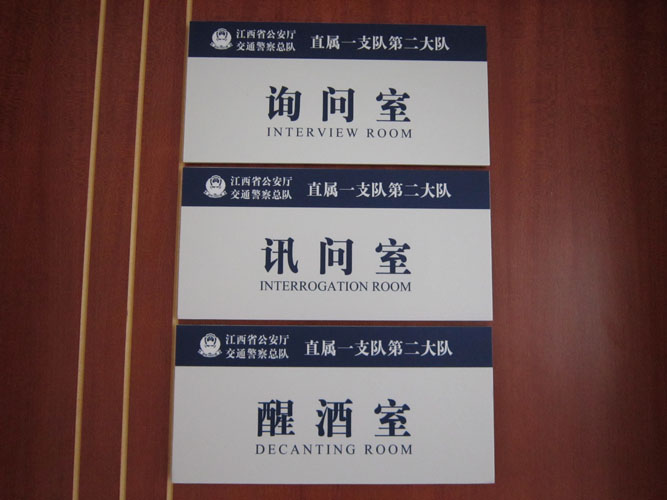 江西省公安厅
交通警察总队
直属一支队第二大队
询问室
INTERVIEW ROOM
江西省公安厅
交通警察总队
直属一支队第二大队
讯问室
INTERROGATION ROOM
江西省公安厅
交通警察总队
直属一支队第二大队
醒酒室
DECANTING ROOM